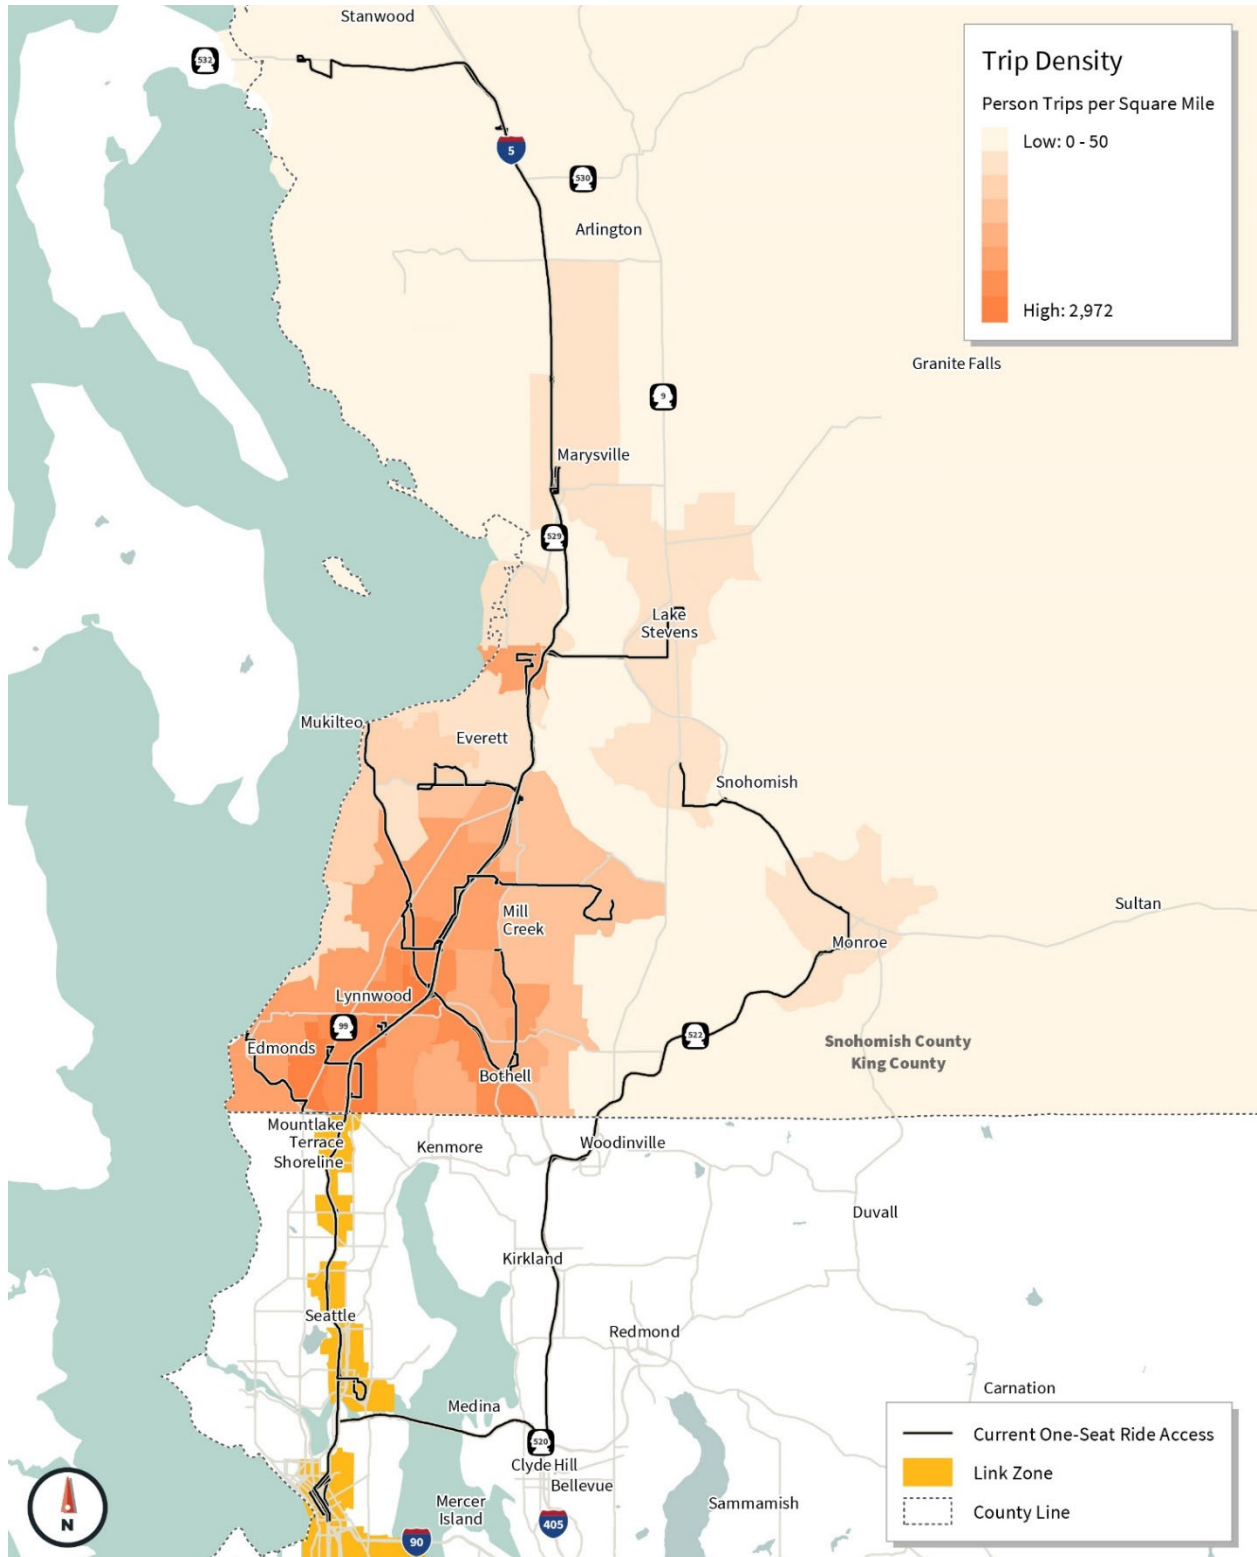 Stanwood
532
Trip Density
Person Trips per Square Mile
Low: 0 - 50
High: 2,972
5
530
Arlington
Granite Falls
9
Marysville
529
Lake
Stevens
Mukilteo
Everett
Snohomish
Sultan
Mill
Creek
Monroe
Lynnwood
99
522
Snohomish County
King County
Edmonds
Bothell
Mountlake
Terrace
Shoreline
Kenmore
Woodinville
Duvall
Kirkland
Seattle
Redmond
Carnation
Medina
520
Clyde Hill
Bellevue
Mercer
Island
405
90
Sammamish
N
Current One-Seat Ride Access
Link Zone
County Line